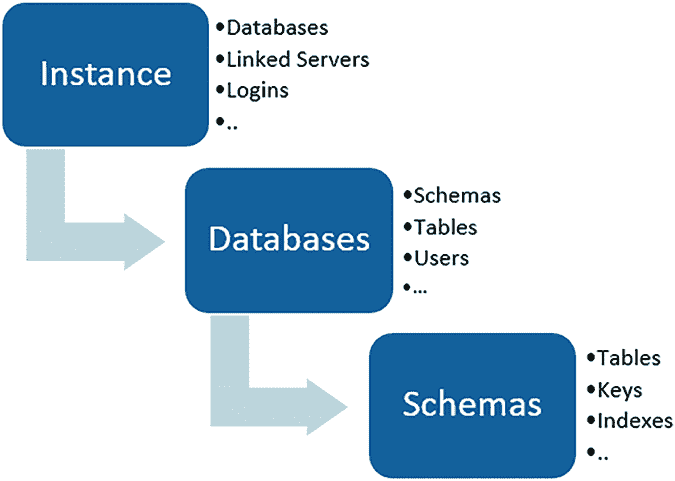 Instance
•Databases
•Linked Servers
•Logins
•..
Databases
•Schemas
•Tables
•Users
•...
Schemas
•Tables
•Keys
•Indexes
•..